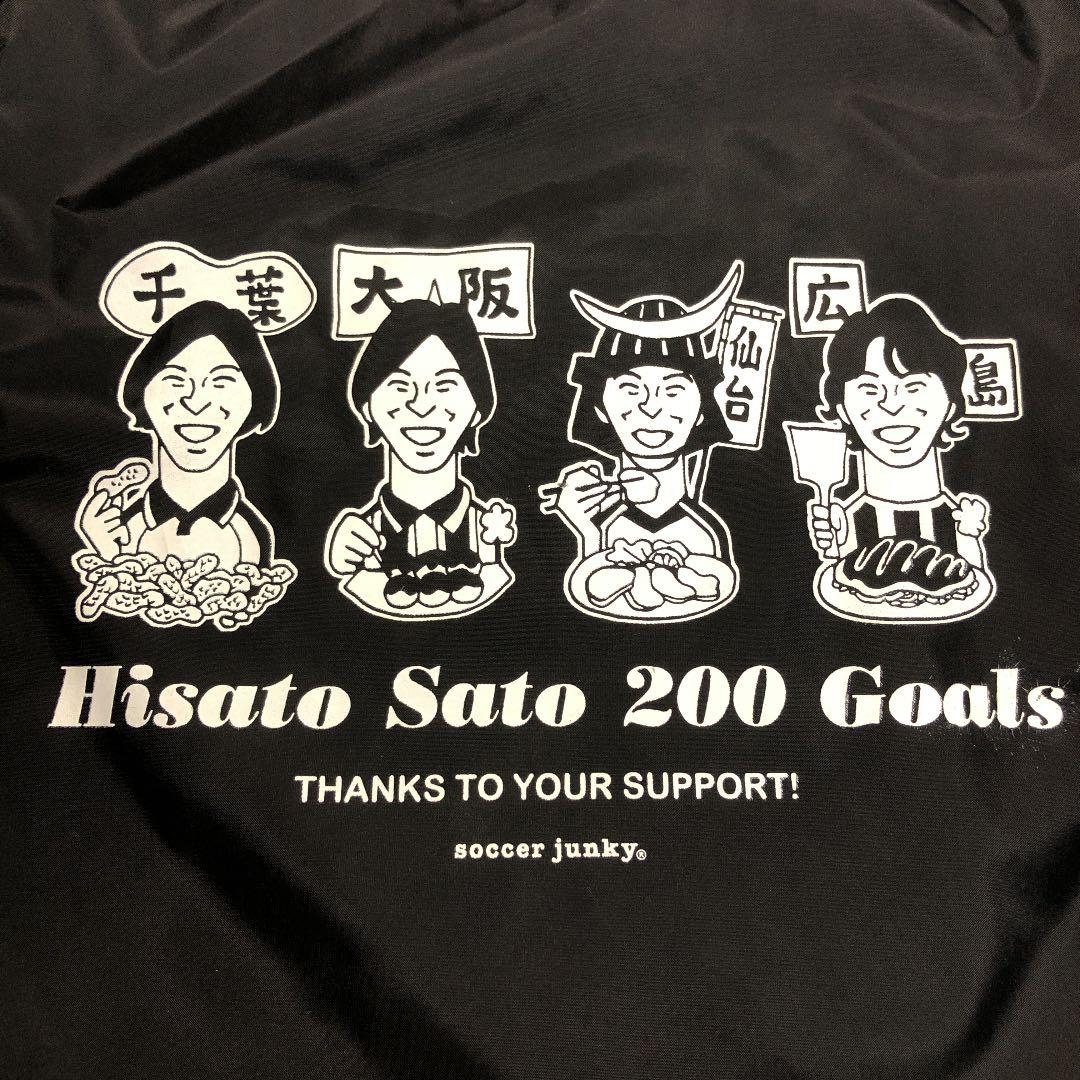 千葉
大阪
仙台
広島
Hisato Sato 200 Goals
THANKS TO YOUR SUPPORT!
soccer junky®